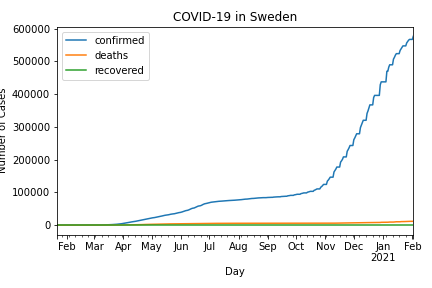 COVID-19 in Sweden
confirmed
deaths
recovered
Number of Cases
600000
500000
400000
300000
200000
100000
0
Feb Mar Apr May Jun Jul Aug Sep Oct Nov Dec Jan Feb
2021
Day